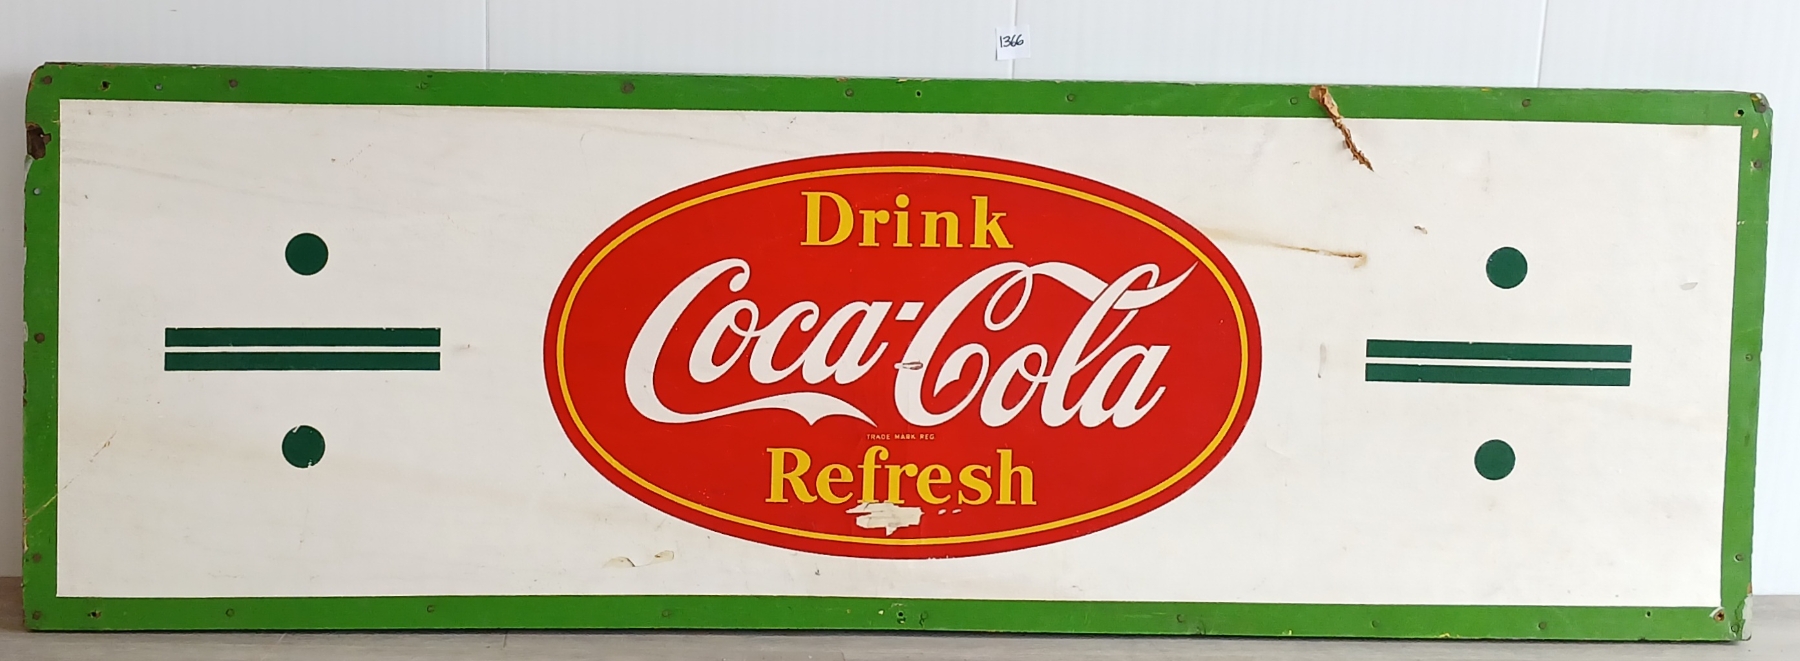 1366
Drink
Coca-Cola
TRADE MARK REG
Refresh